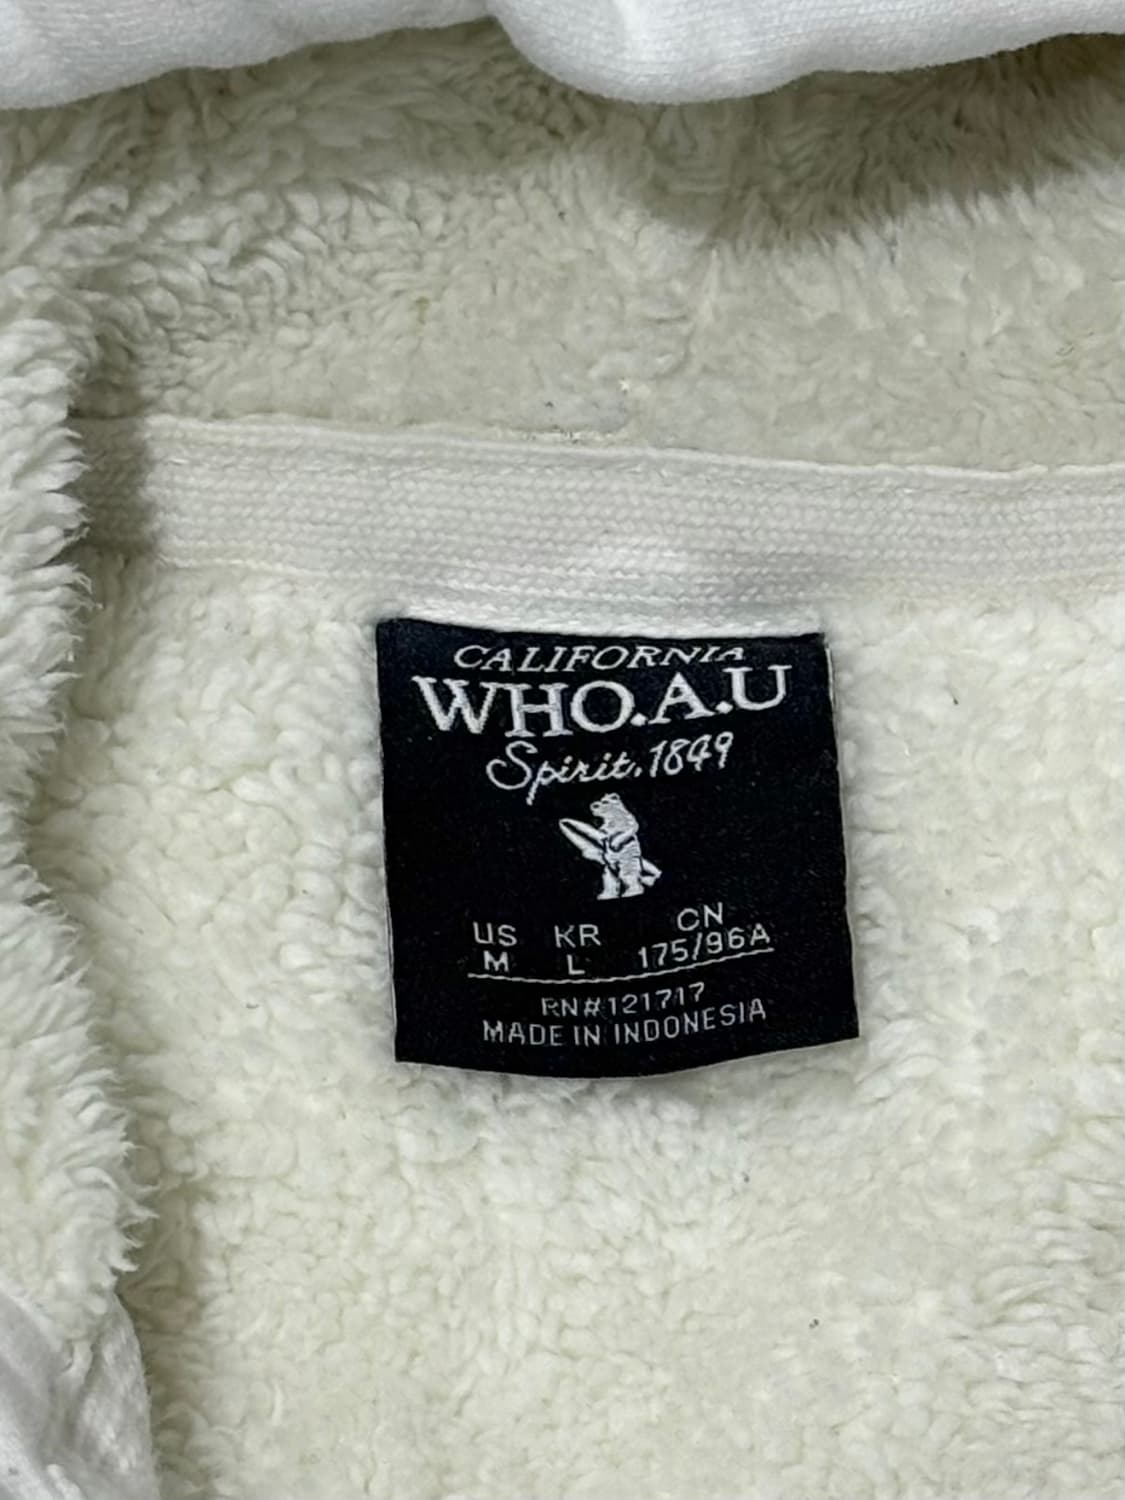 CALIFORNIA
WHO.A.U
Spirit.1849
US KR CN
M L 175/96A
RN#121717
MADE IN INDONESIA